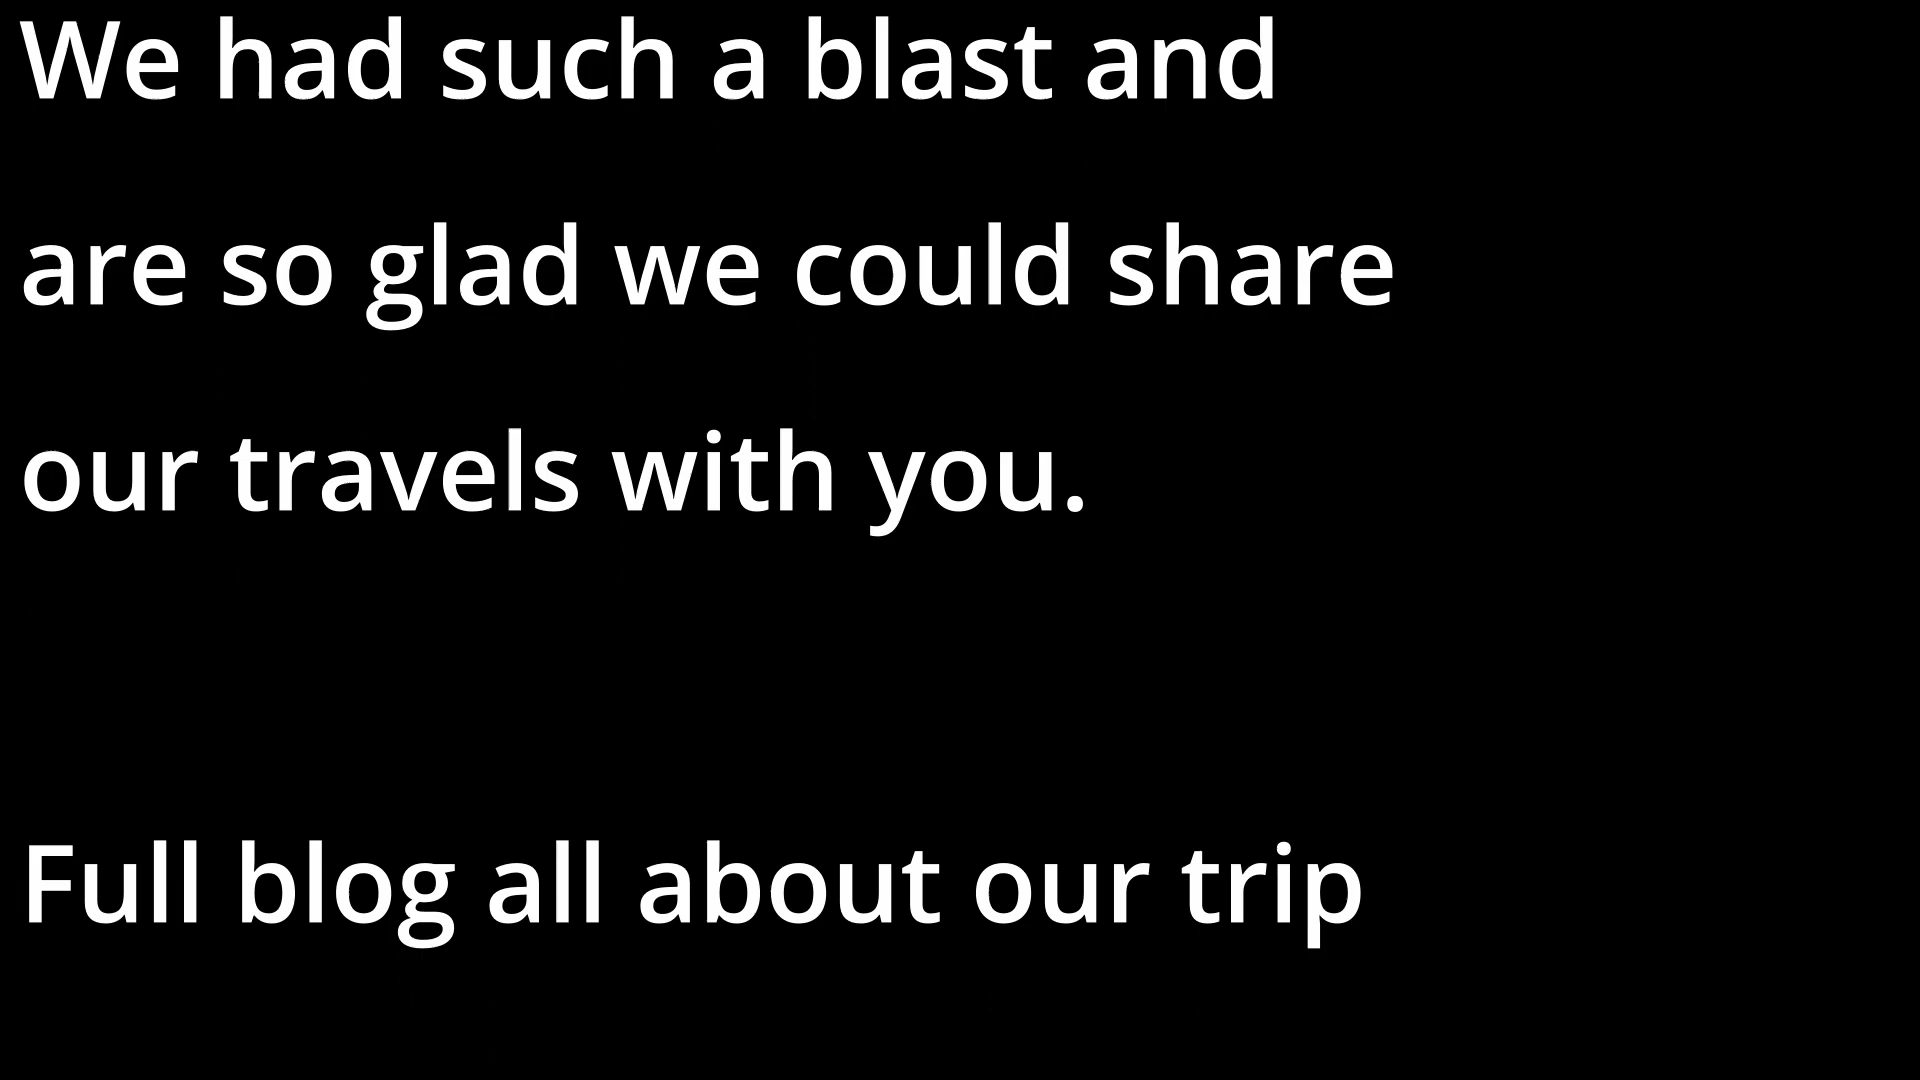 We had such a blast and
are so glad we could share
our travels with you.
Full blog all about our trip